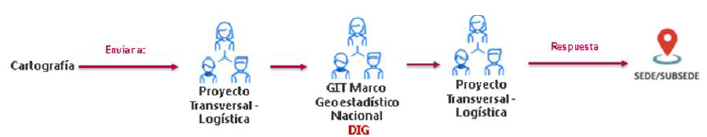 Cartografía
Enviar a:
Proyecto
Transversal -
Logística
GIT Marco
Geoestadístico
Nacional
DIG
Proyecto
Transversal -
Logística
Respuesta
SEDE/SUBSEDE